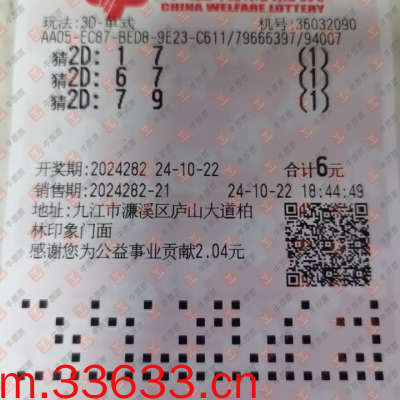 CHINA WELFARE LOTTERY
玩法:3D-单式 机号:36032090
AA05-EC87-BED8-9E23-C611/79666397/94007
猜2D: 1 7 (1)
猜2D: 6 7 (1)
猜2D: 7 9 (1)
开奖期:2024282 24-10-22 合计6元
销售期:2024282-21 24-10-22 18:44:49
地址:九江市濂溪区庐山大道柏
林印象门面
感谢您为公益事业贡献2.04元
m.33633.cn